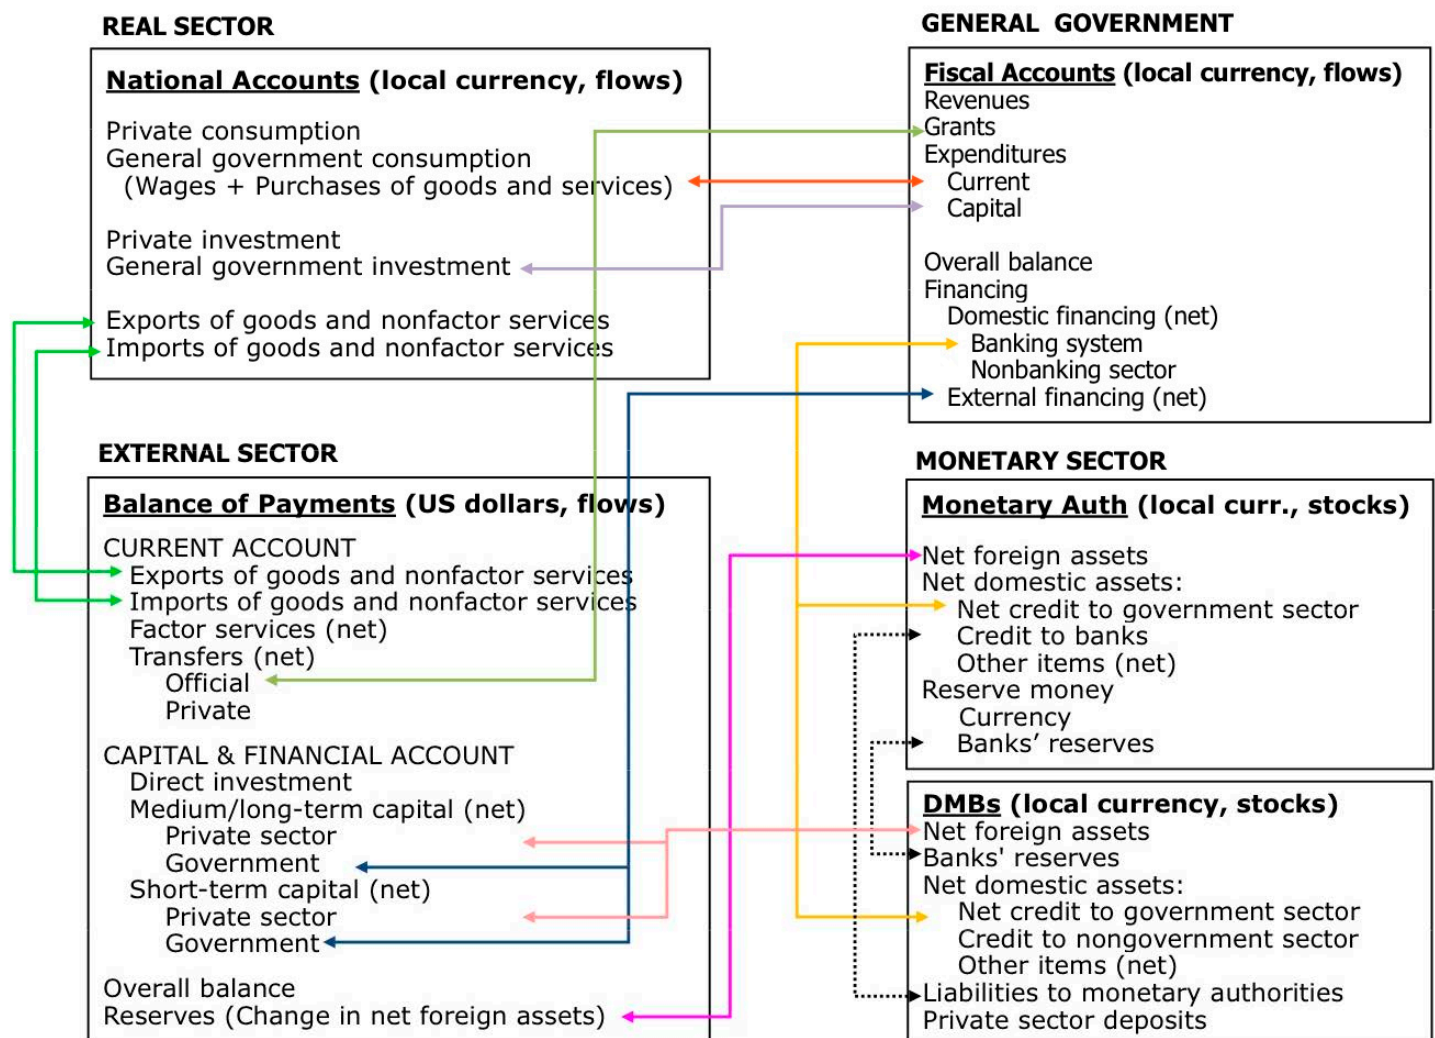 REAL SECTOR
National Accounts (local currency, flows)
Private consumption
General government consumption
(Wages + Purchases of goods and services)
Private investment
General government investment
Exports of goods and nonfactor services
Imports of goods and nonfactor services
GENERAL GOVERNMENT
Fiscal Accounts (local currency, flows)
Revenues
Grants
Expenditures
Current
Capital
Overall balance
Financing
Domestic financing (net)
Banking system
Nonbanking sector
External financing (net)
EXTERNAL SECTOR
Balance of Payments (US dollars, flows)
CURRENT ACCOUNT
Exports of goods and nonfactor services
Imports of goods and nonfactor services
Factor services (net)
Transfers (net)
Official
Private
CAPITAL & FINANCIAL ACCOUNT
Direct investment
Medium/long-term capital (net)
Private sector
Government
Short-term capital (net)
Private sector
Government
Overall balance
Reserves (Change in net foreign assets)
MONETARY SECTOR
Monetary Auth (local curr., stocks)
Net foreign assets
Net domestic assets:
Net credit to government sector
Credit to banks
Other items (net)
Reserve money
Currency
Banks’ reserves
DMBs (local currency, stocks)
Net foreign assets
Banks' reserves
Net domestic assets:
Net credit to government sector
Credit to nongovernment sector
Other items (net)
Liabilities to monetary authorities
Private sector deposits